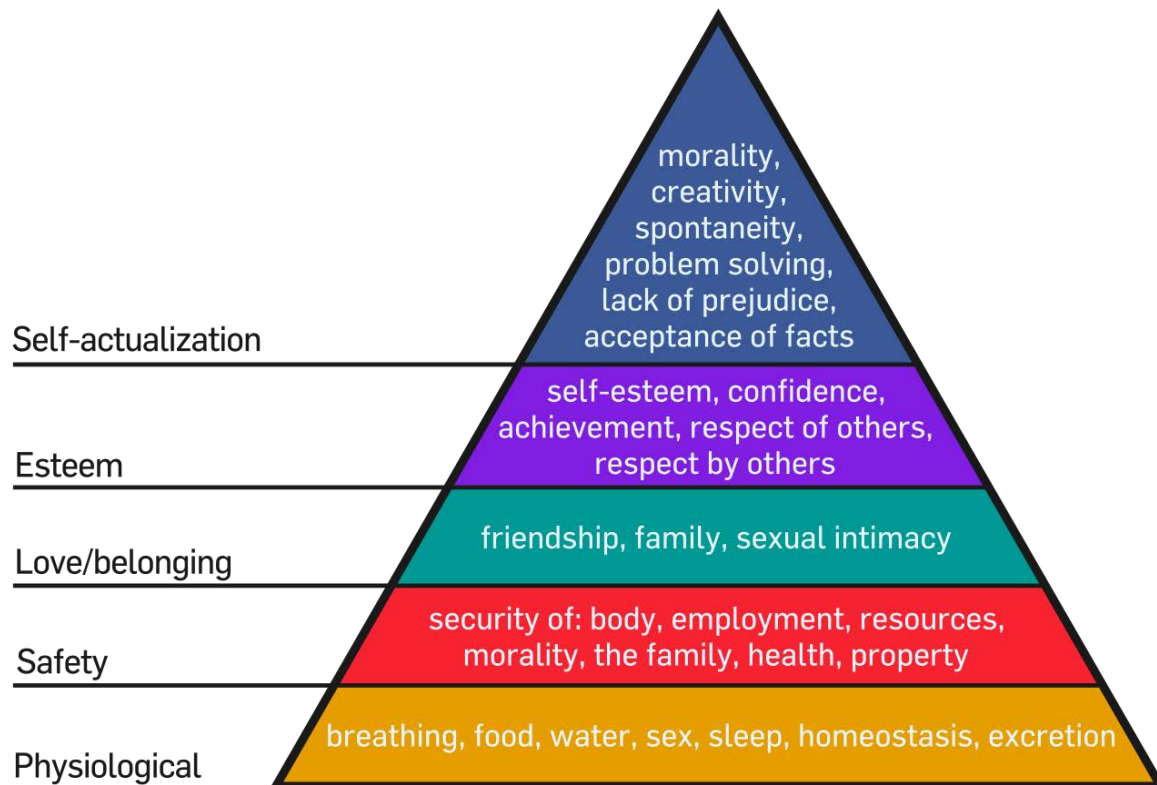 morality,
creativity,
spontaneity,
problem solving,
lack of prejudice,
acceptance of facts
Self-actualization
self-esteem, confidence,
achievement, respect of others,
respect by others
Esteem
friendship, family, sexual intimacy
Love/belonging
security of: body, employment, resources,
morality, the family, health, property
Safety
breathing, food, water, sex, sleep, homeostasis, excretion
Physiological